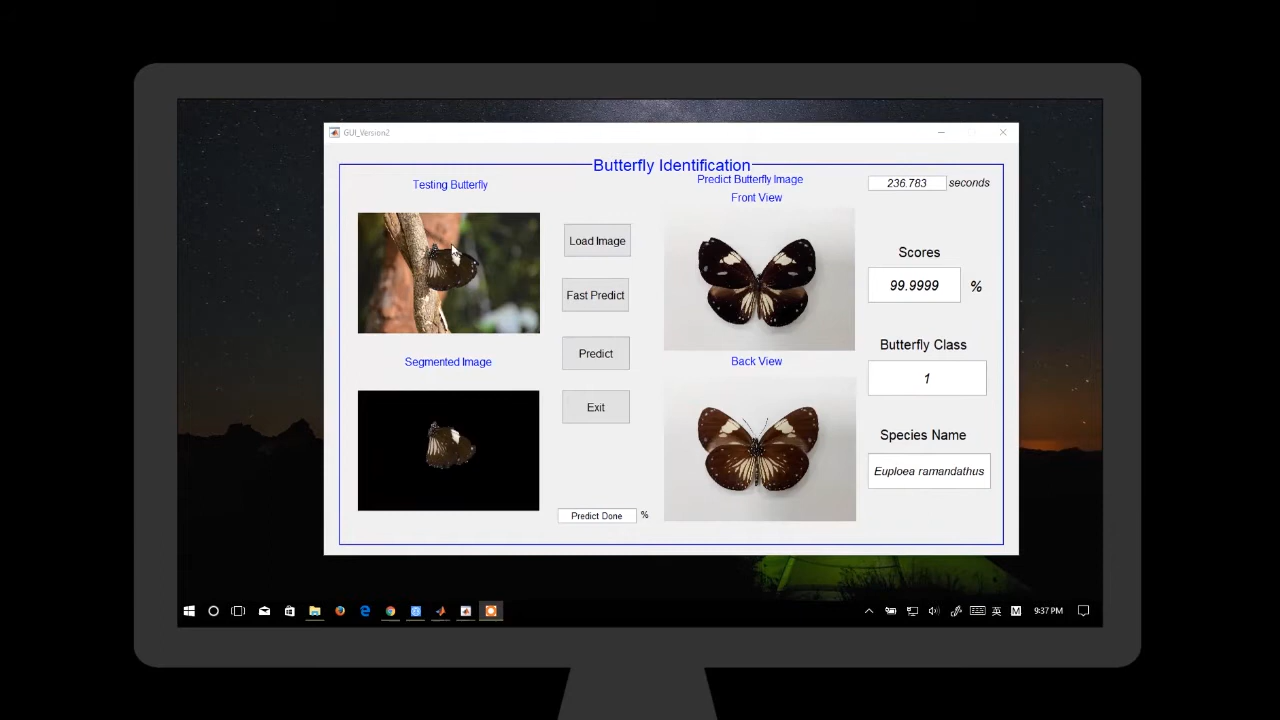 GUI_Version2
Butterfly Identification
Testing Butterfly
Predict Butterfly Image
236.783 seconds
Front View
Load Image
Scores
99.9999 %
Fast Predict
Butterfly Class
1
Predict
Segmented Image
Back View
Exit
Species Name
Euploea ramandathus
Predict Done %
英
M
9:37 PM